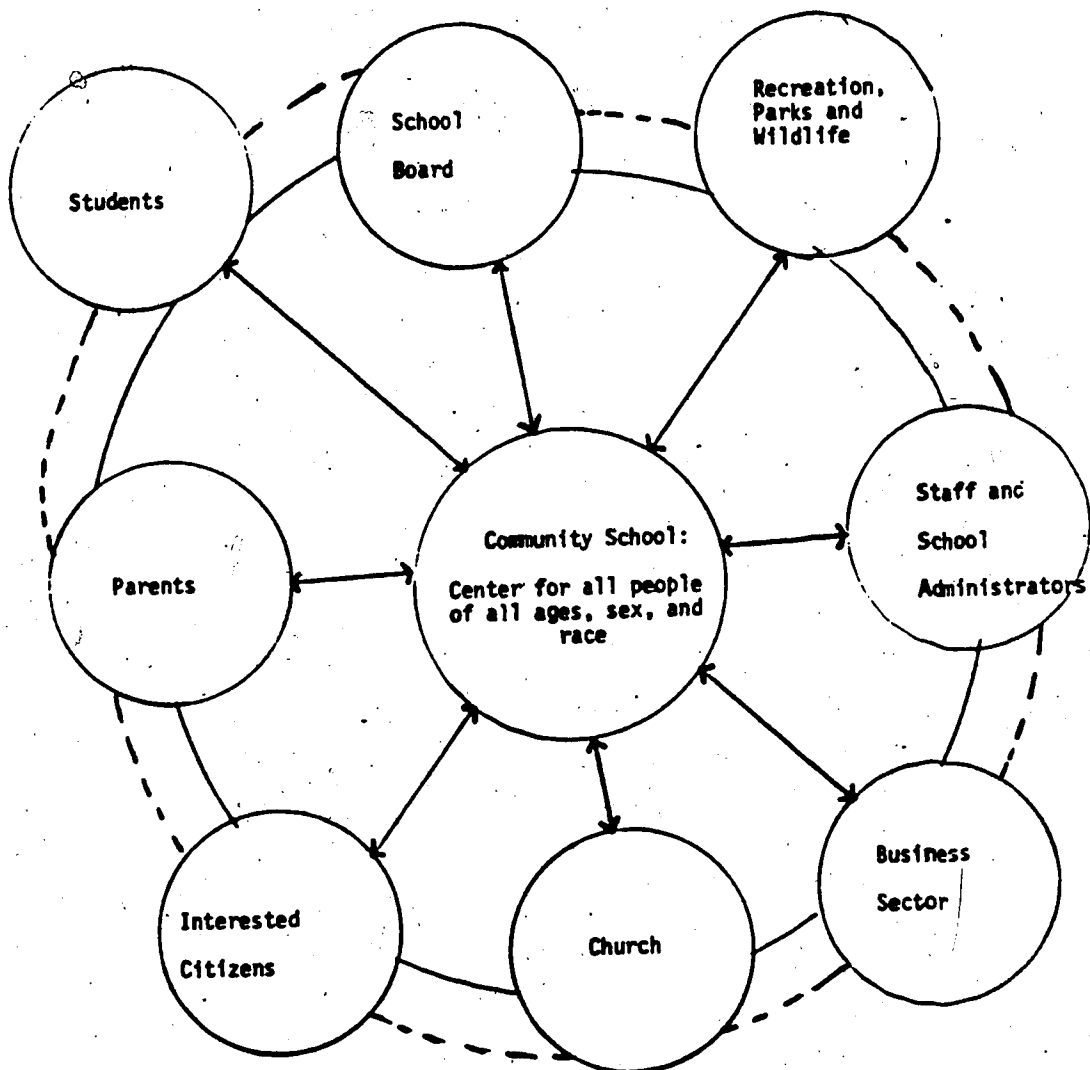 School
Board
Recreation,
Parks and
Wildlife
Students
Staff and
School
Administrators
Community School:
Center for all people
of all ages, sex, and
race
Parents
Business
Sector
Interested
Citizens
Church